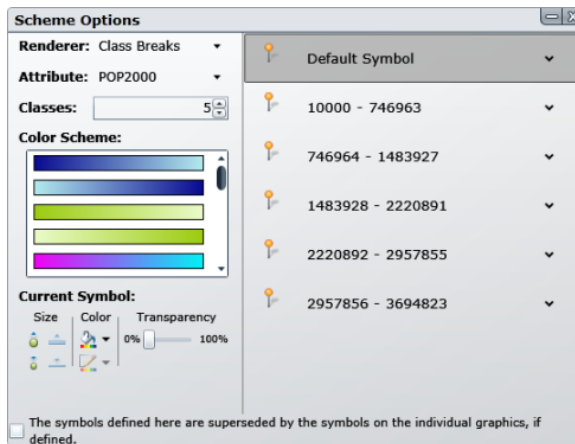 Scheme Options
Renderer: Class Breaks
Attribute: POP2000
Classes: 5
Color Scheme:
Current Symbol:
Size Color Transparency
0% 100%
Default Symbol
10000 - 746963
746964 - 1483927
1483928 - 2220891
2220892 - 2957855
2957856 - 3694823
The symbols defined here are superseded by the symbols on the individual graphics, if
defined.